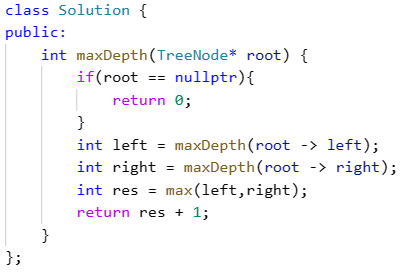 class Solution {
public:
    int maxDepth(TreeNode* root) {
        if(root == nullptr){
            return 0;
        }
        int left = maxDepth(root -> left);
        int right = maxDepth(root -> right);
        int res = max(left,right);
        return res + 1;
    }
};